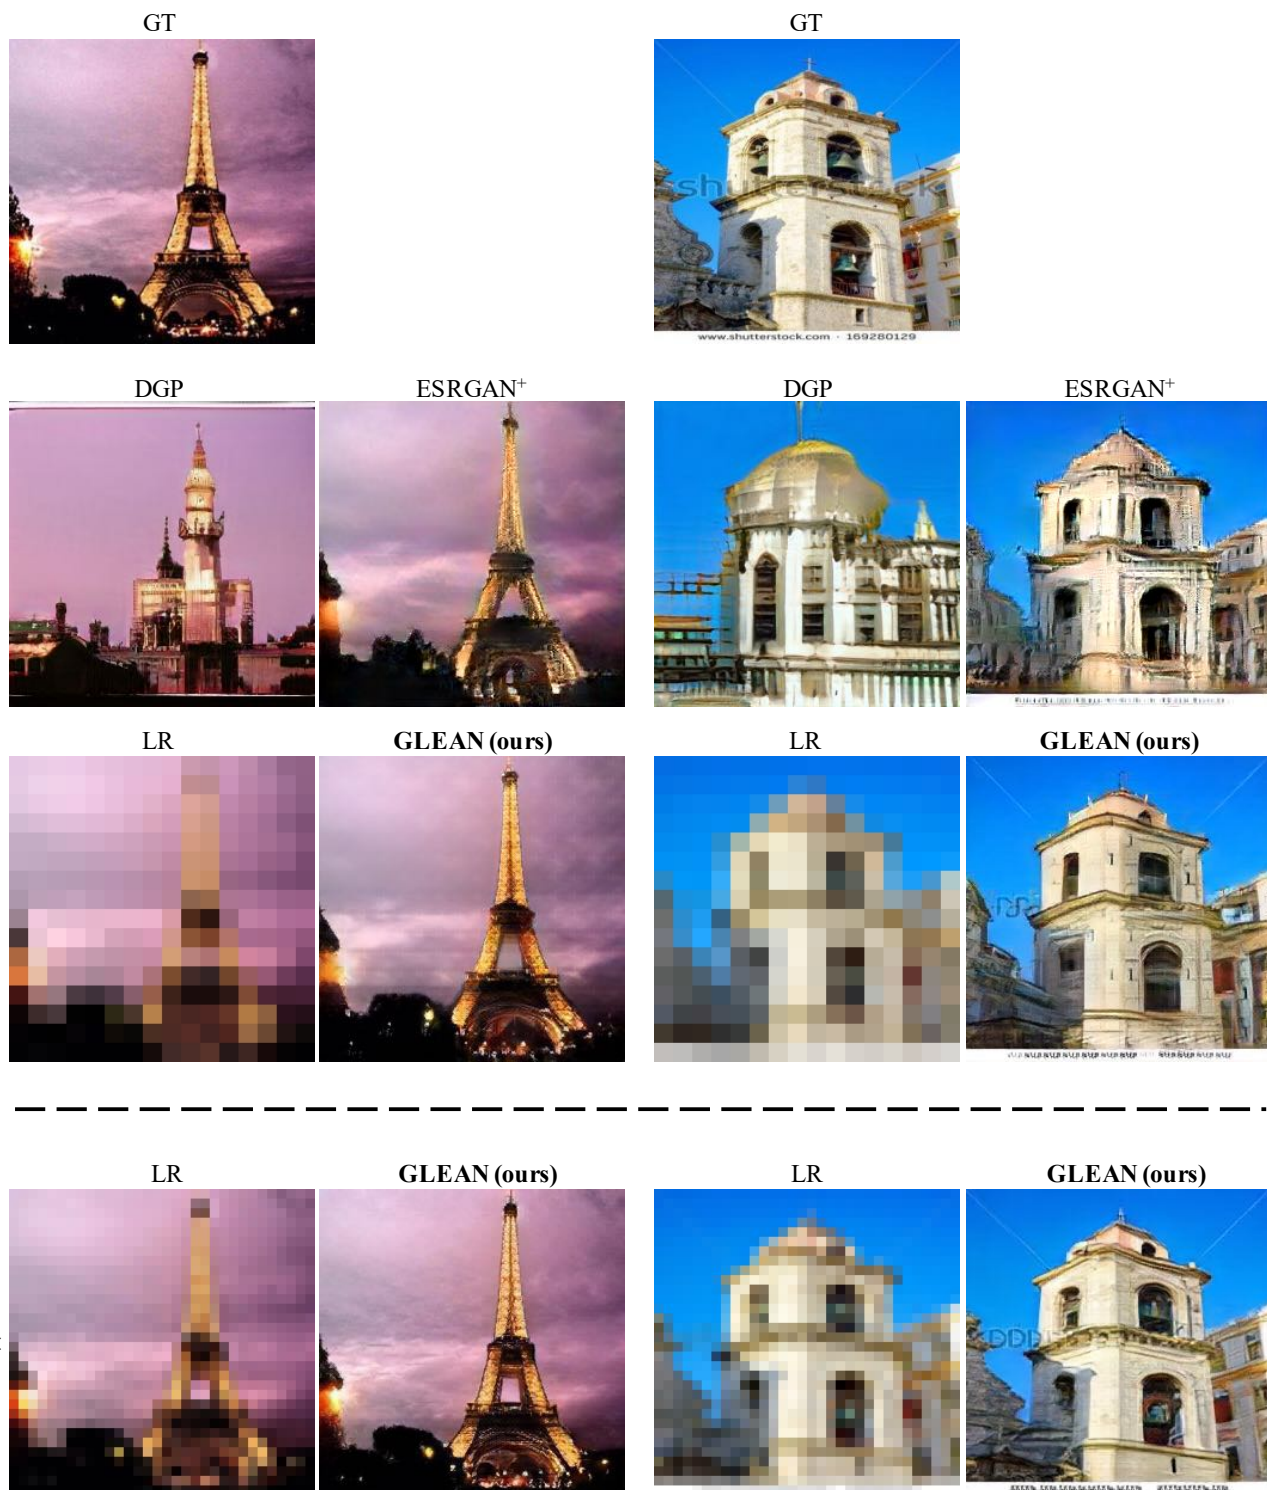 GT GT
shutterstock
www.shutterstock.com · 169280129
DGP ESRGAN+ DGP ESRGAN+
LR GLEAN (ours) LR GLEAN (ours)
LR GLEAN (ours) LR GLEAN (ours)